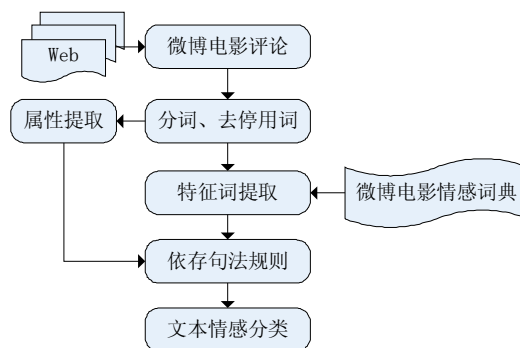 Web
微博电影评论
属性提取
分词、去停用词
特征词提取
微博电影情感词典
依存句法规则
文本情感分类